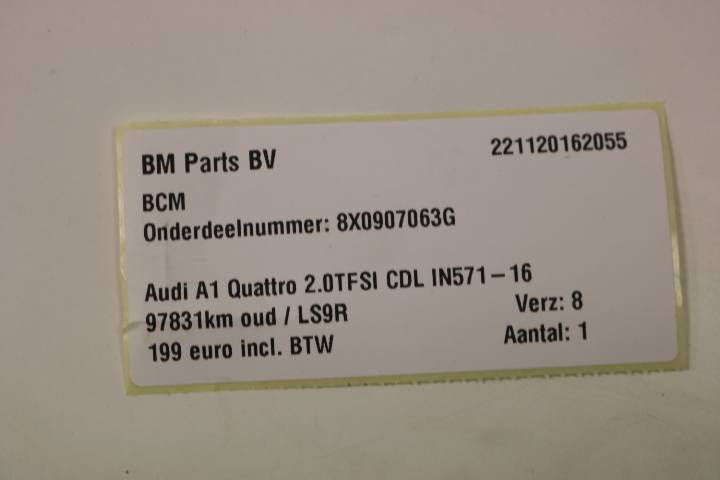 BM Parts BV 221120162055
BCM
Onderdeelnummer: 8X0907063G
Audi A1 Quattro 2.0TFSI CDL IN571-16
97831km oud / LS9R Verz: 8
199 euro incl. BTW Aantal: 1